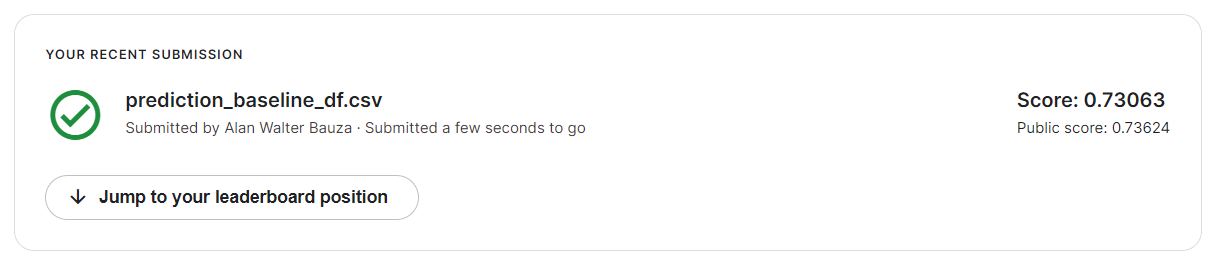 YOUR RECENT SUBMISSION
prediction_baseline_df.csv
Score: 0.73063
Submitted by Alan Walter Bauza · Submitted a few seconds to go
Public score: 0.73624
Jump to your leaderboard position